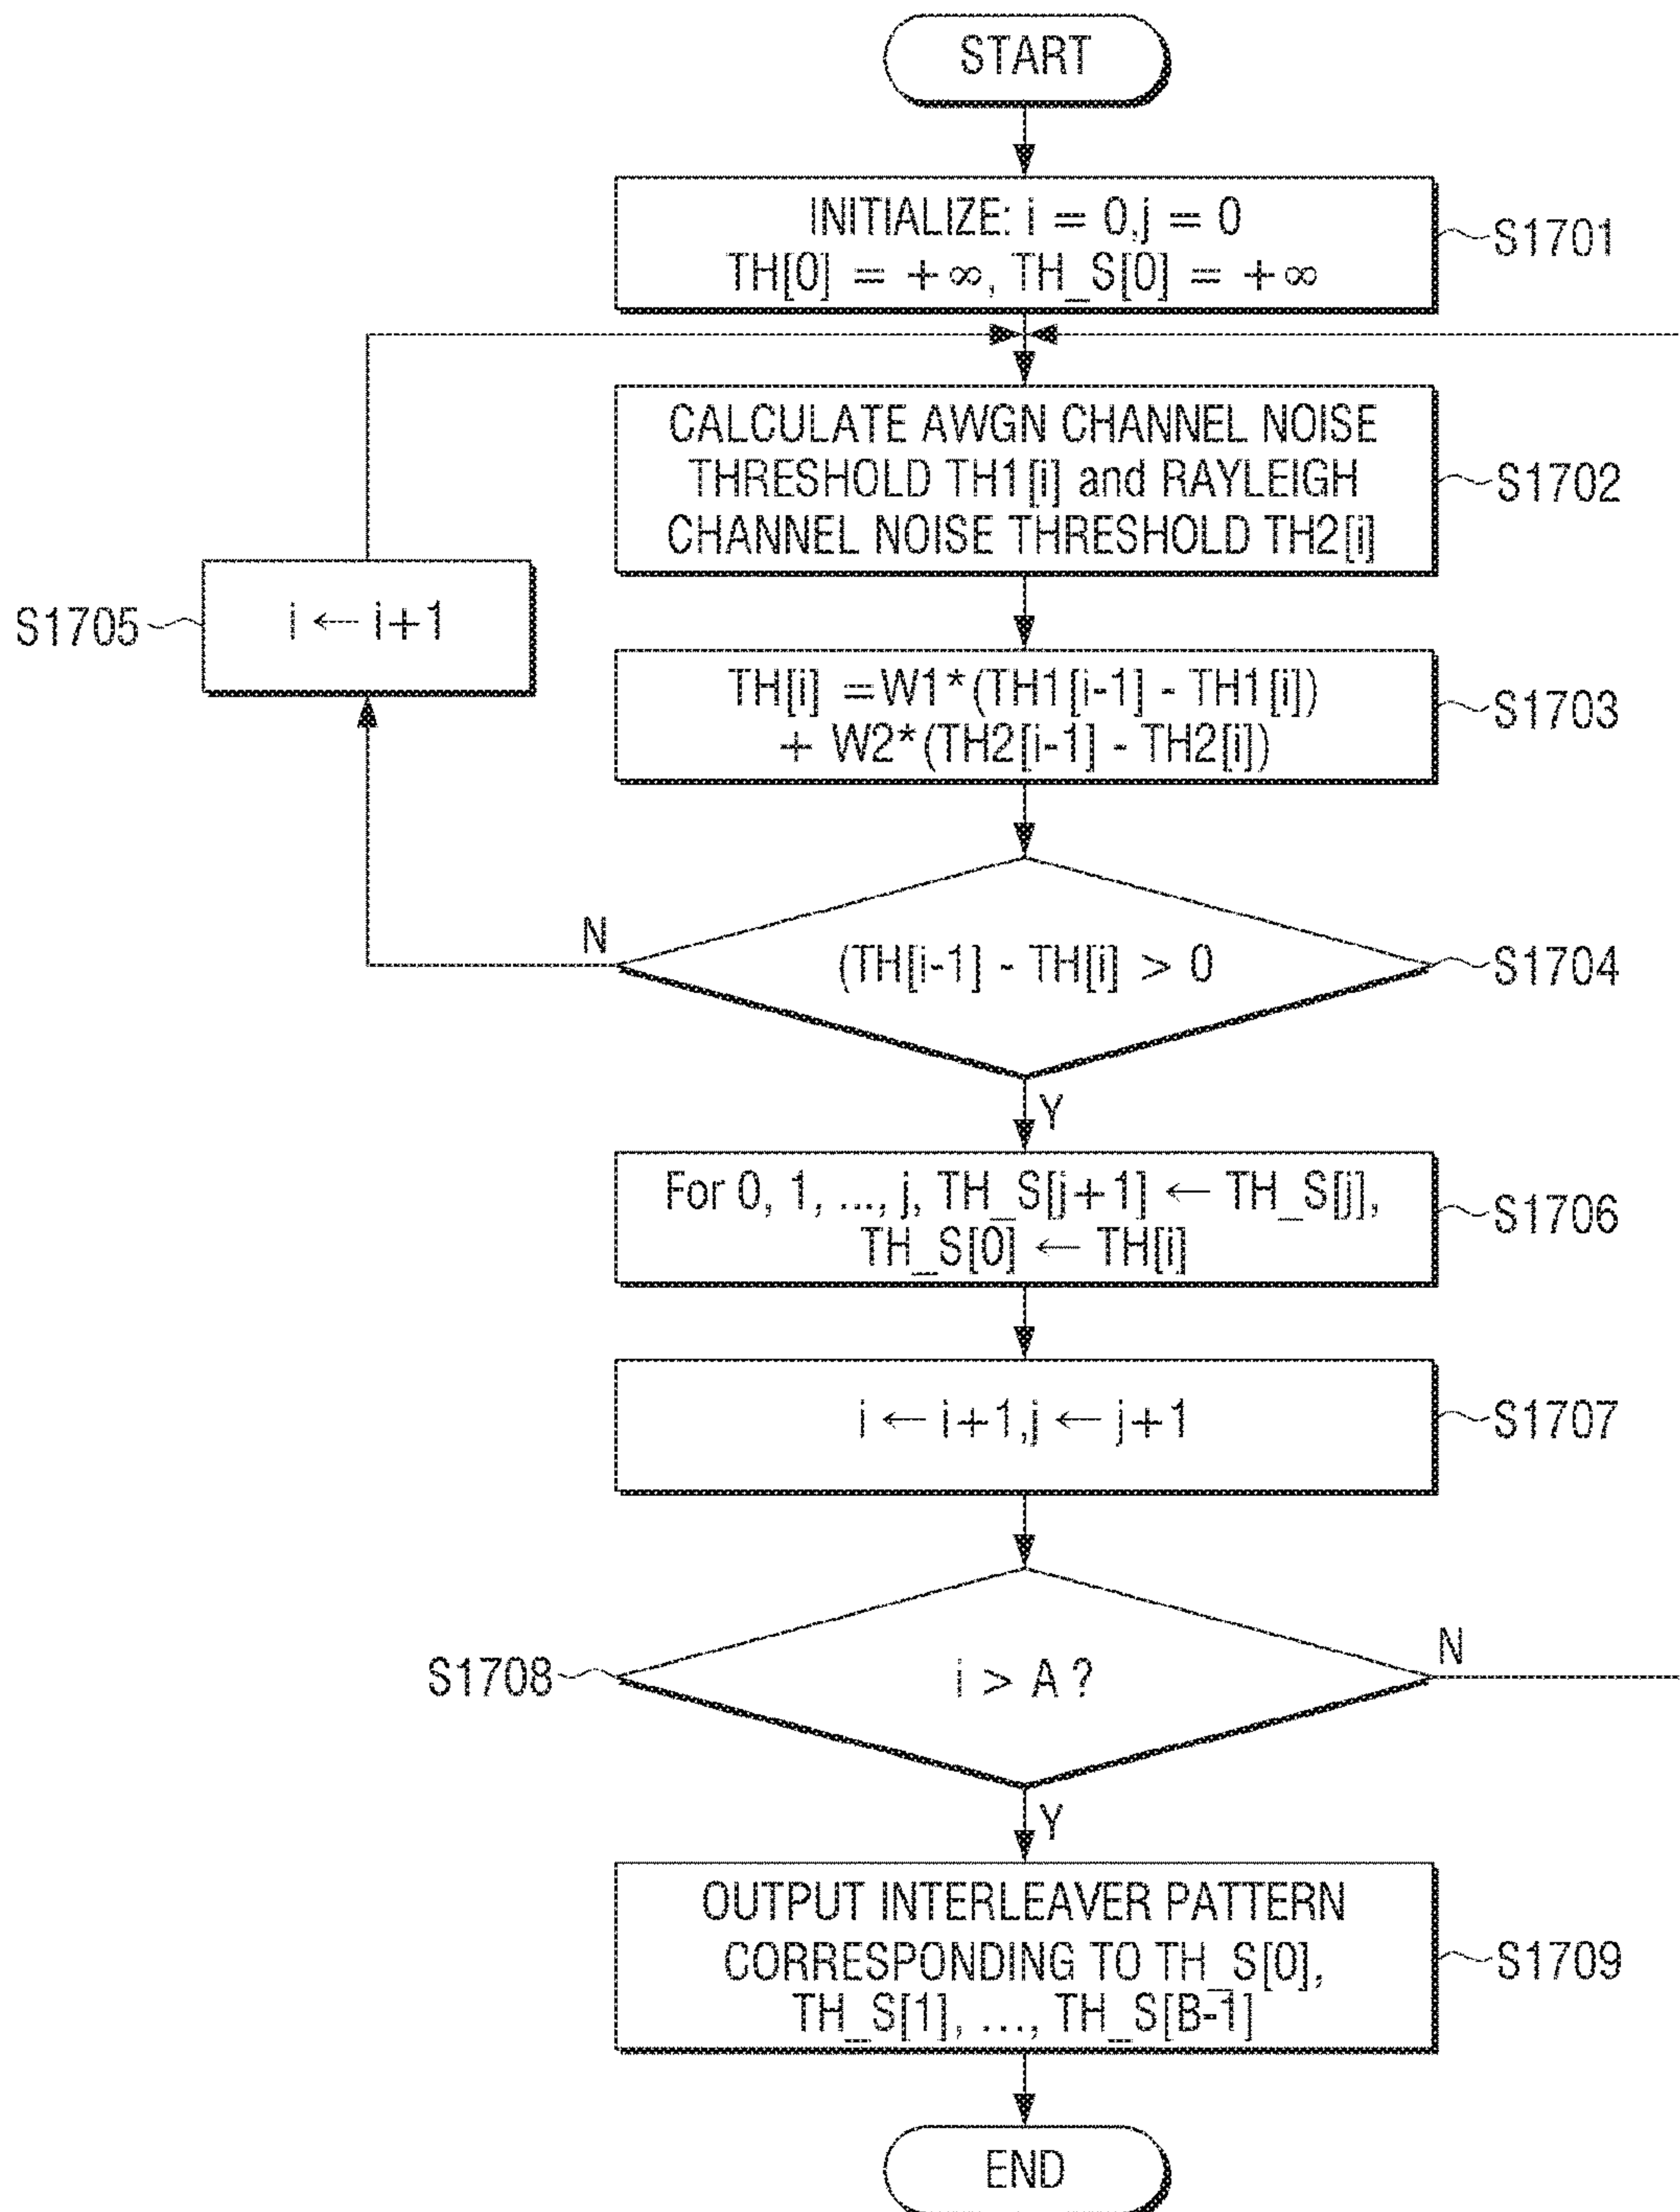 START
INITIALIZE: i = 0,j = 0
TH[0] = +∞, TH_S[0] = +∞
S1701
CALCULATE AWGN CHANNEL NOISE
THRESHOLD TH1[i] and RAYLEIGH
CHANNEL NOISE THRESHOLD TH2[i]
S1702
S1705
i ← i+1
TH[i] =W1*(TH1[i-1] - TH1[i])
+ W2*(TH2[i-1] - TH2[i])
S1703
N
(TH[i-1] - TH[i] > 0
S1704
Y
For 0, 1, ..., j, TH_S[j+1] ← TH_S[j],
TH_S[0] ← TH[i]
S1706
i ← i+1,j ← j+1
S1707
S1708
i > A ?
N
Y
OUTPUT INTERLEAVER PATTERN
CORRESPONDING TO TH_S[0],
TH_S[1], ..., TH_S[B-1]
S1709
END